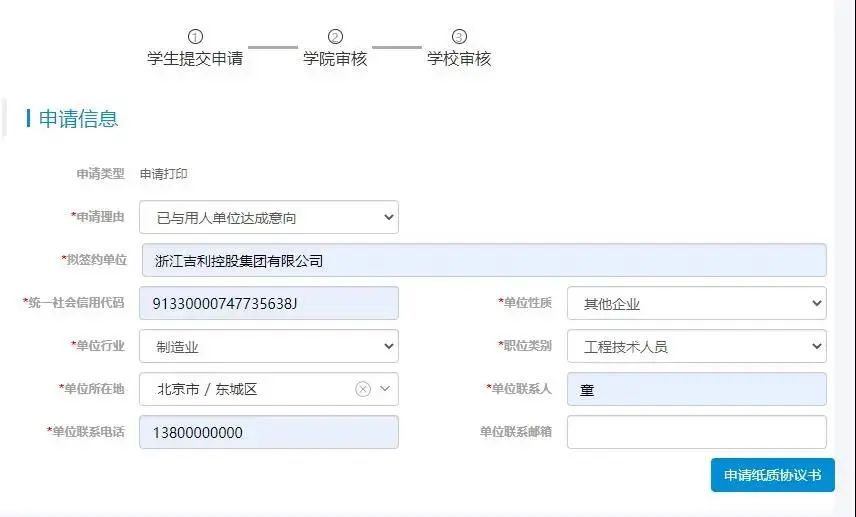 ① ② ③
学生提交申请 学院审核 学校审核
申请信息
申请类型 申请打印
*申请理由 已与用人单位达成意向
*拟签约单位 浙江吉利控股集团有限公司
*统一社会信用代码 91330000747735638J *单位性质 其他企业
*单位行业 制造业 *职位类别 工程技术人员
*单位所在地 北京市 / 东城区 *单位联系人 童
*单位联系电话 13800000000 单位联系邮箱
申请纸质协议书